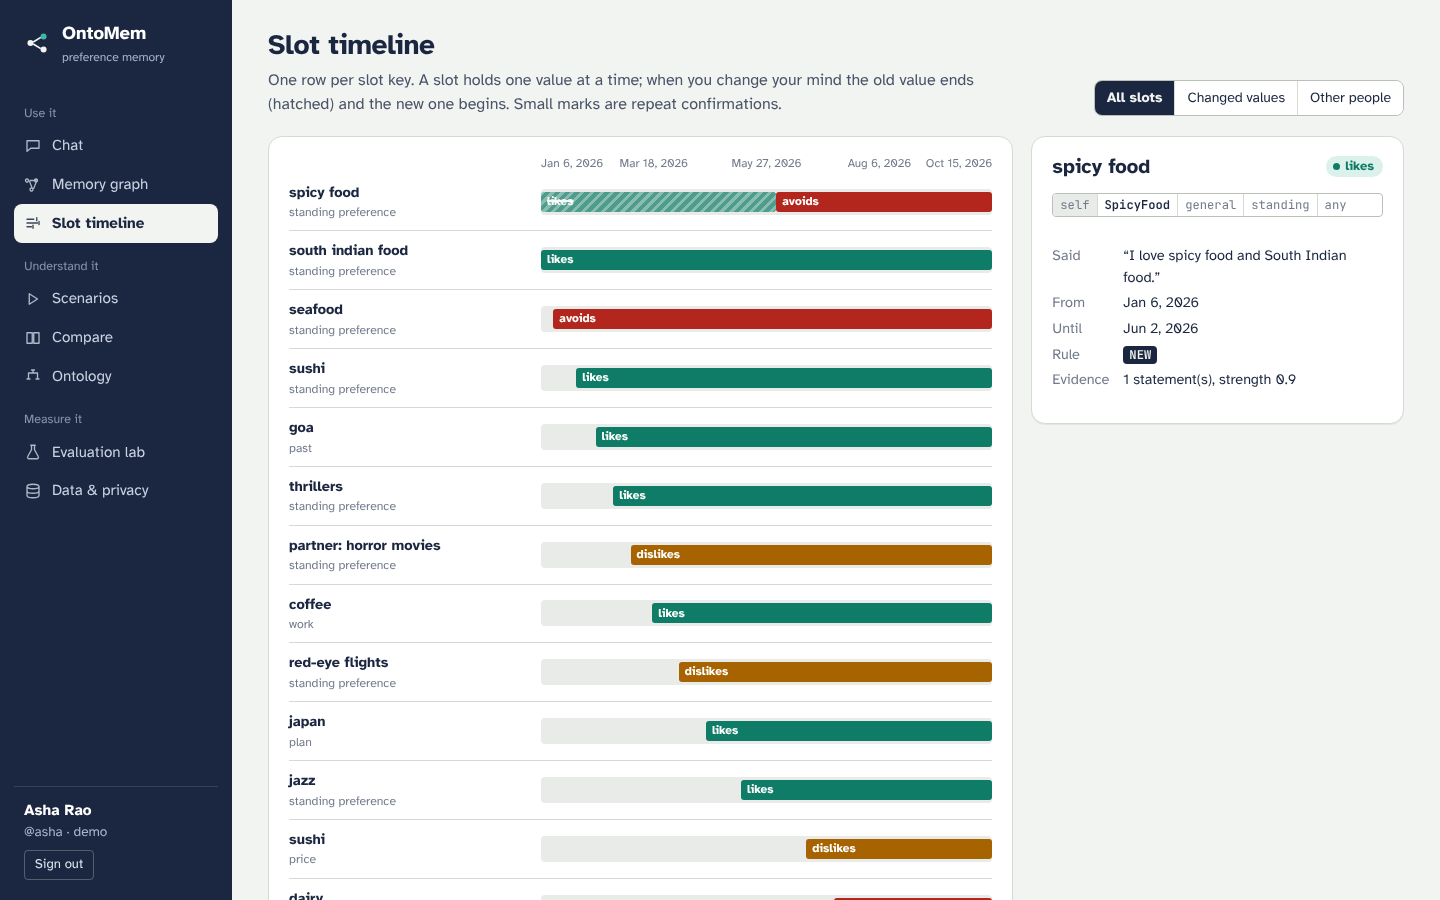 OntoMem
preference memory
Use it
Chat
Memory graph
Slot timeline
Understand it
Scenarios
Compare
Ontology
Measure it
Evaluation lab
Data & privacy
Asha Rao
@asha · demo
Sign out
Slot timeline
One row per slot key. A slot holds one value at a time; when you change your mind the old value ends
(hatched) and the new one begins. Small marks are repeat confirmations.
All slots Changed values Other people
Jan 6, 2026 Mar 18, 2026 May 27, 2026 Aug 6, 2026 Oct 15, 2026
spicy food
standing preference
likes avoids
south indian food
standing preference
likes
seafood
standing preference
avoids
sushi
standing preference
likes
goa
past
likes
thrillers
standing preference
likes
partner: horror movies
standing preference
dislikes
coffee
work
likes
red-eye flights
standing preference
dislikes
japan
plan
likes
jazz
standing preference
likes
sushi
price
dislikes
dairy
spicy food
likes
self SpicyFood general standing any
Said “I love spicy food and South Indian
food.”
From Jan 6, 2026
Until Jun 2, 2026
Rule NEW
Evidence 1 statement(s), strength 0.9